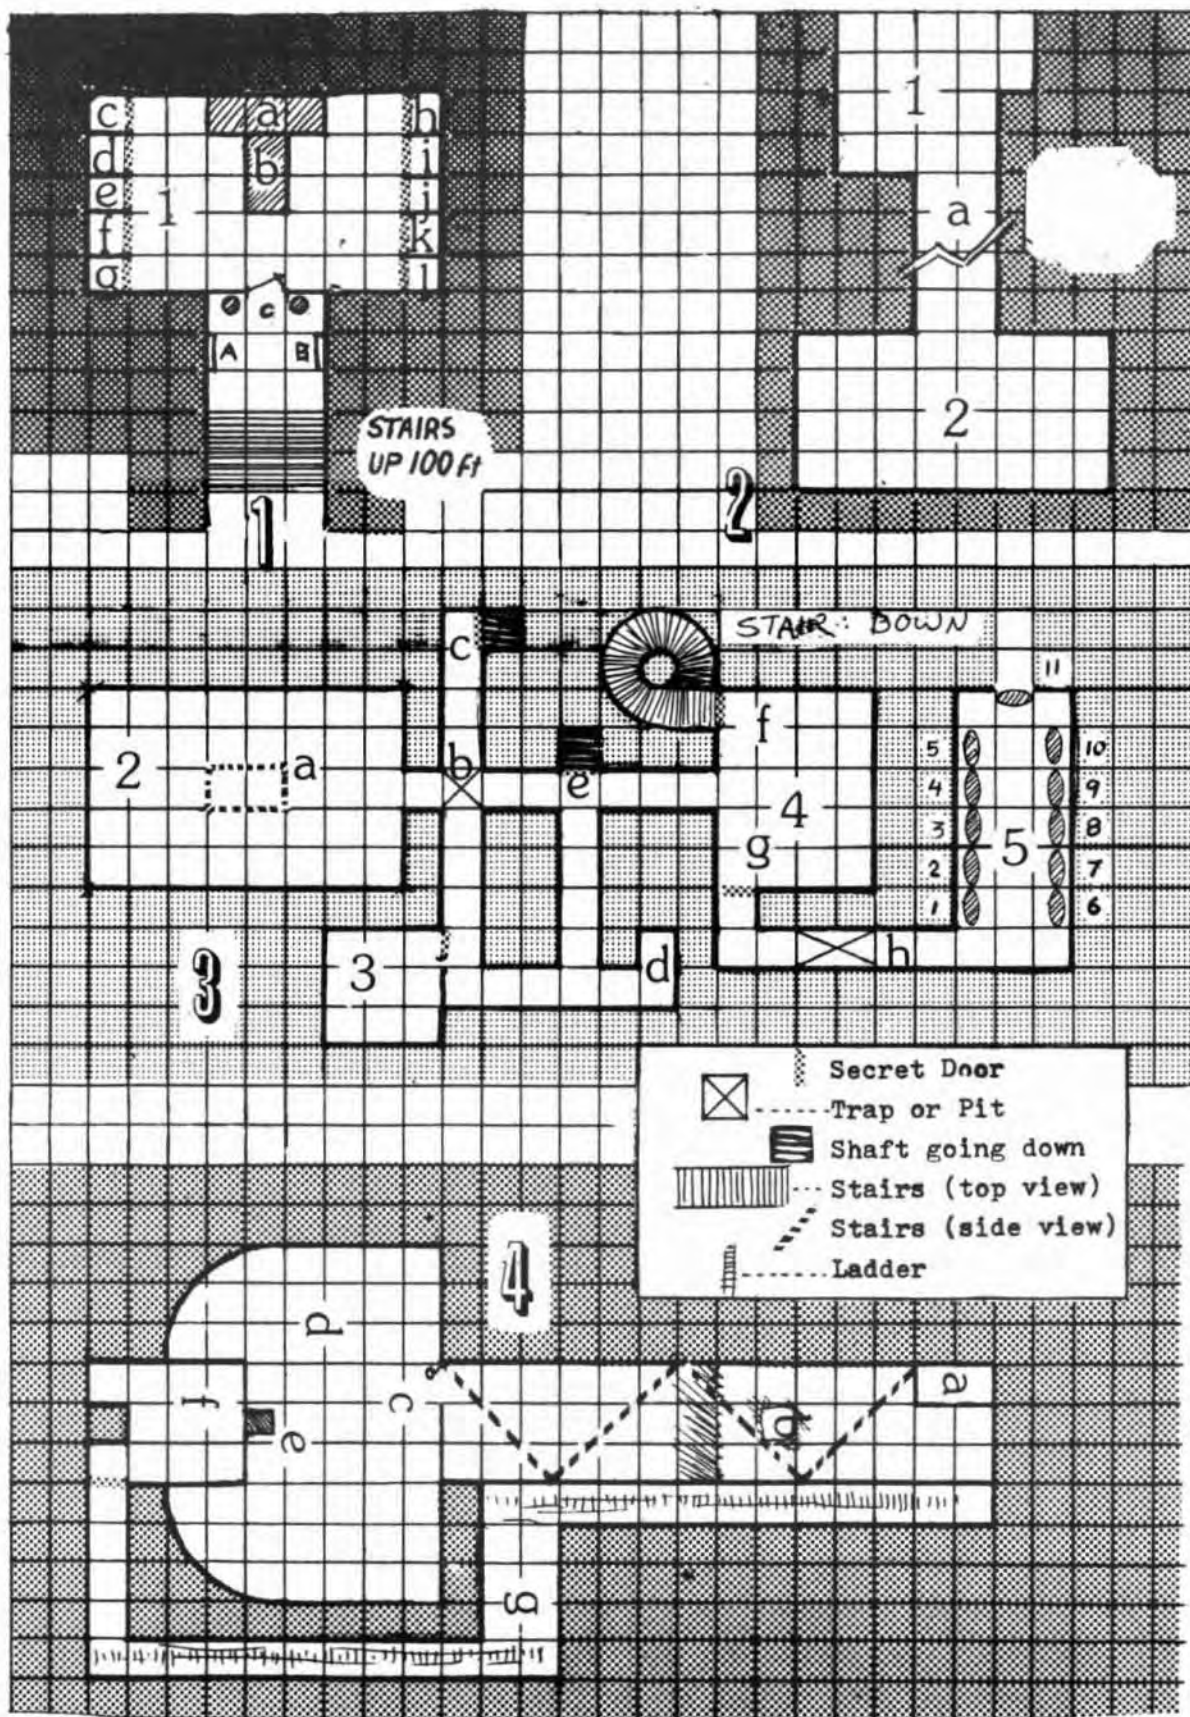 c
a
h
d
b
i
e
1
j
f
k
g
l
c
A
B
STAIRS
UP 100 ft
1
1
a
2
2
c
STAIR: DOWN
11
f
2
a
b
e
4
g
5
10
4
9
3
5
8
2
7
1
6
3
3
d
h
Secret Door
Trap or Pit
Shaft going down
Stairs (top view)
Stairs (side view)
Ladder
4
d
a
f
c
b
e
g